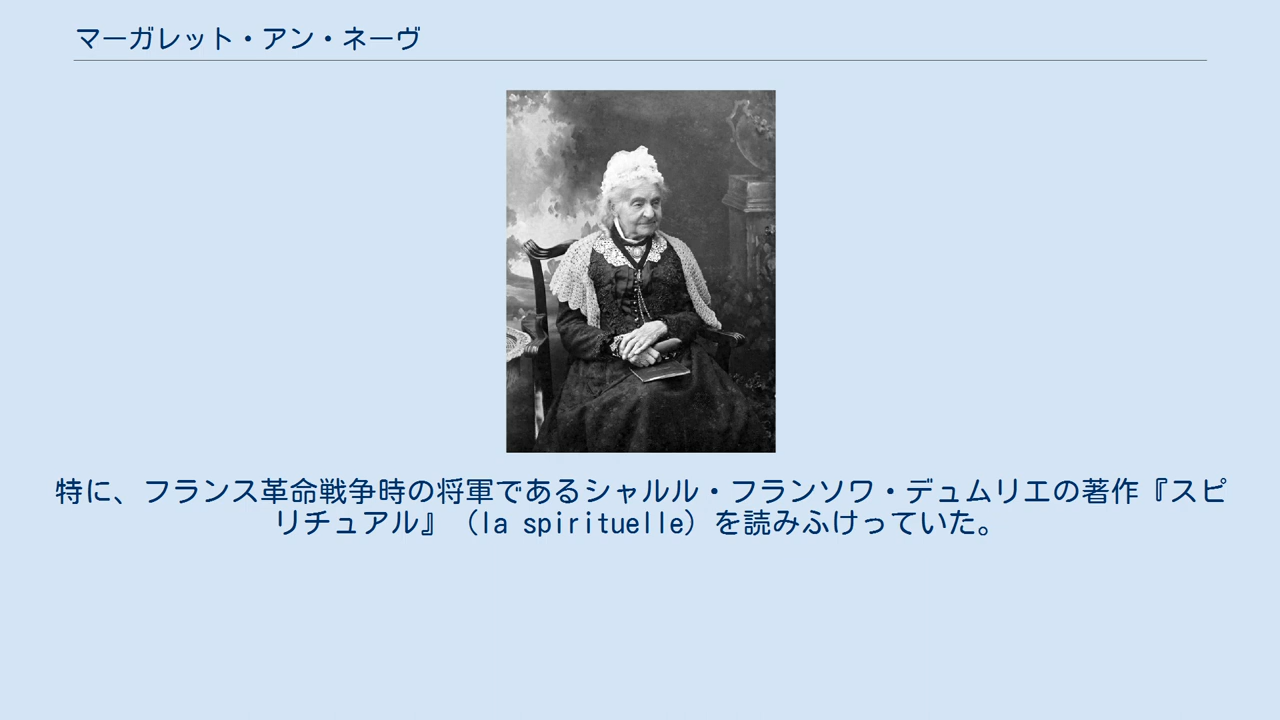 マーガレット・アン・ネーヴ
特に、フランス革命戦争時の将軍であるシャルル・フランソワ・デュムリエの著作『スピ
リチュアル』（la spirituelle）を読みふけっていた。